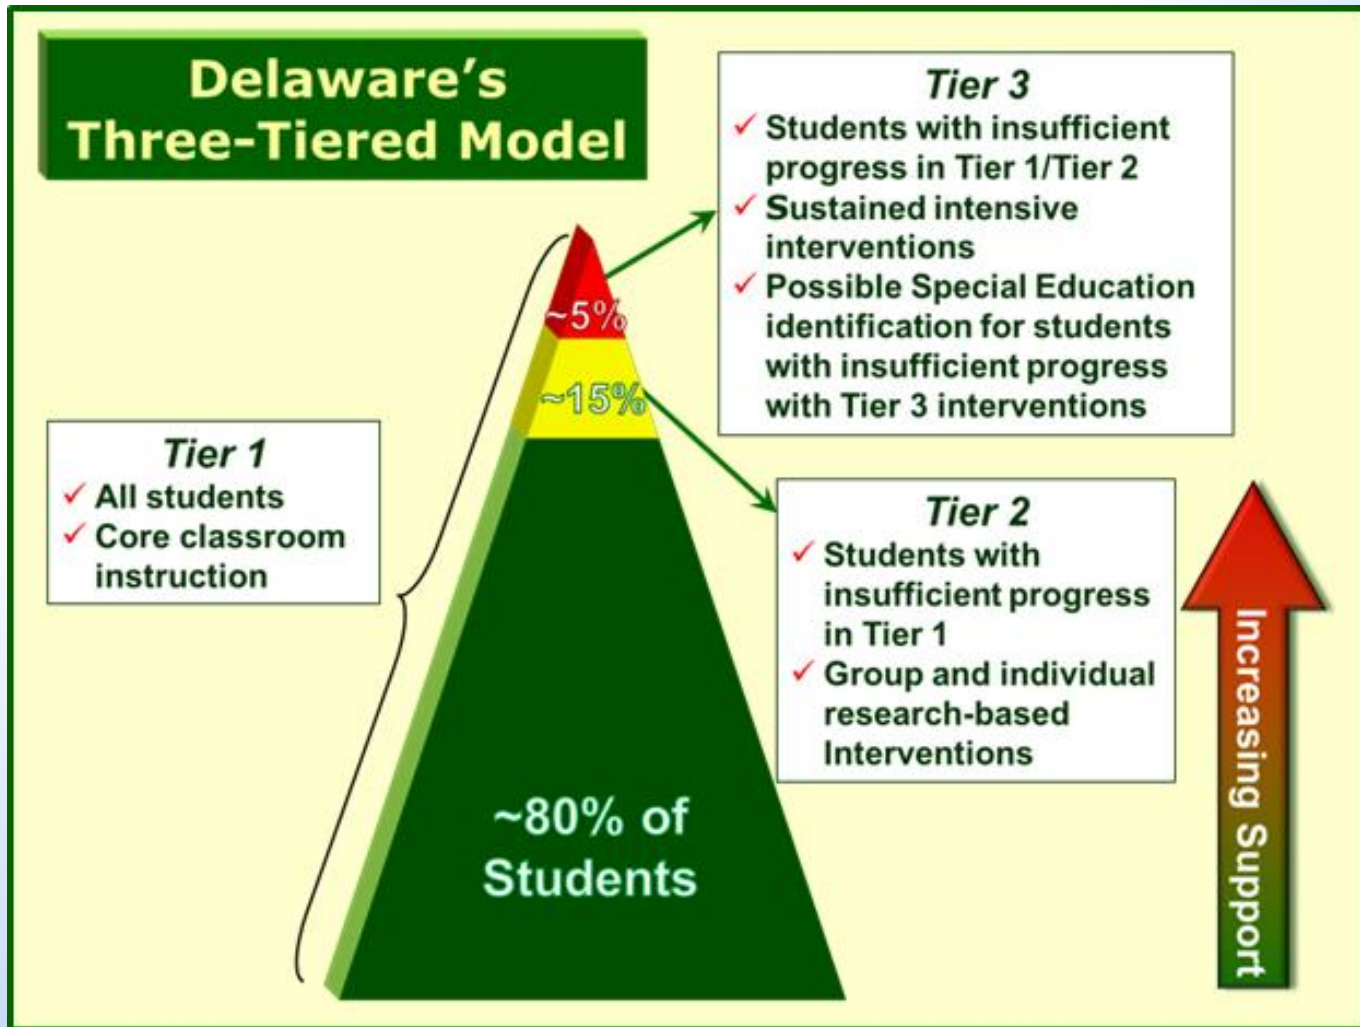 Delaware's
Three-Tiered Model
Tier 3
✓ Students with insufficient
progress in Tier 1/Tier 2
✓ Sustained intensive
interventions
✓ Possible Special Education
identification for students
with insufficient progress
with Tier 3 interventions
~5%
~15%
Tier 1
✓ All students
✓ Core classroom
instruction
Tier 2
✓ Students with
insufficient progress
in Tier 1
✓ Group and individual
research-based
Interventions
~80% of
Students
Increasing Support